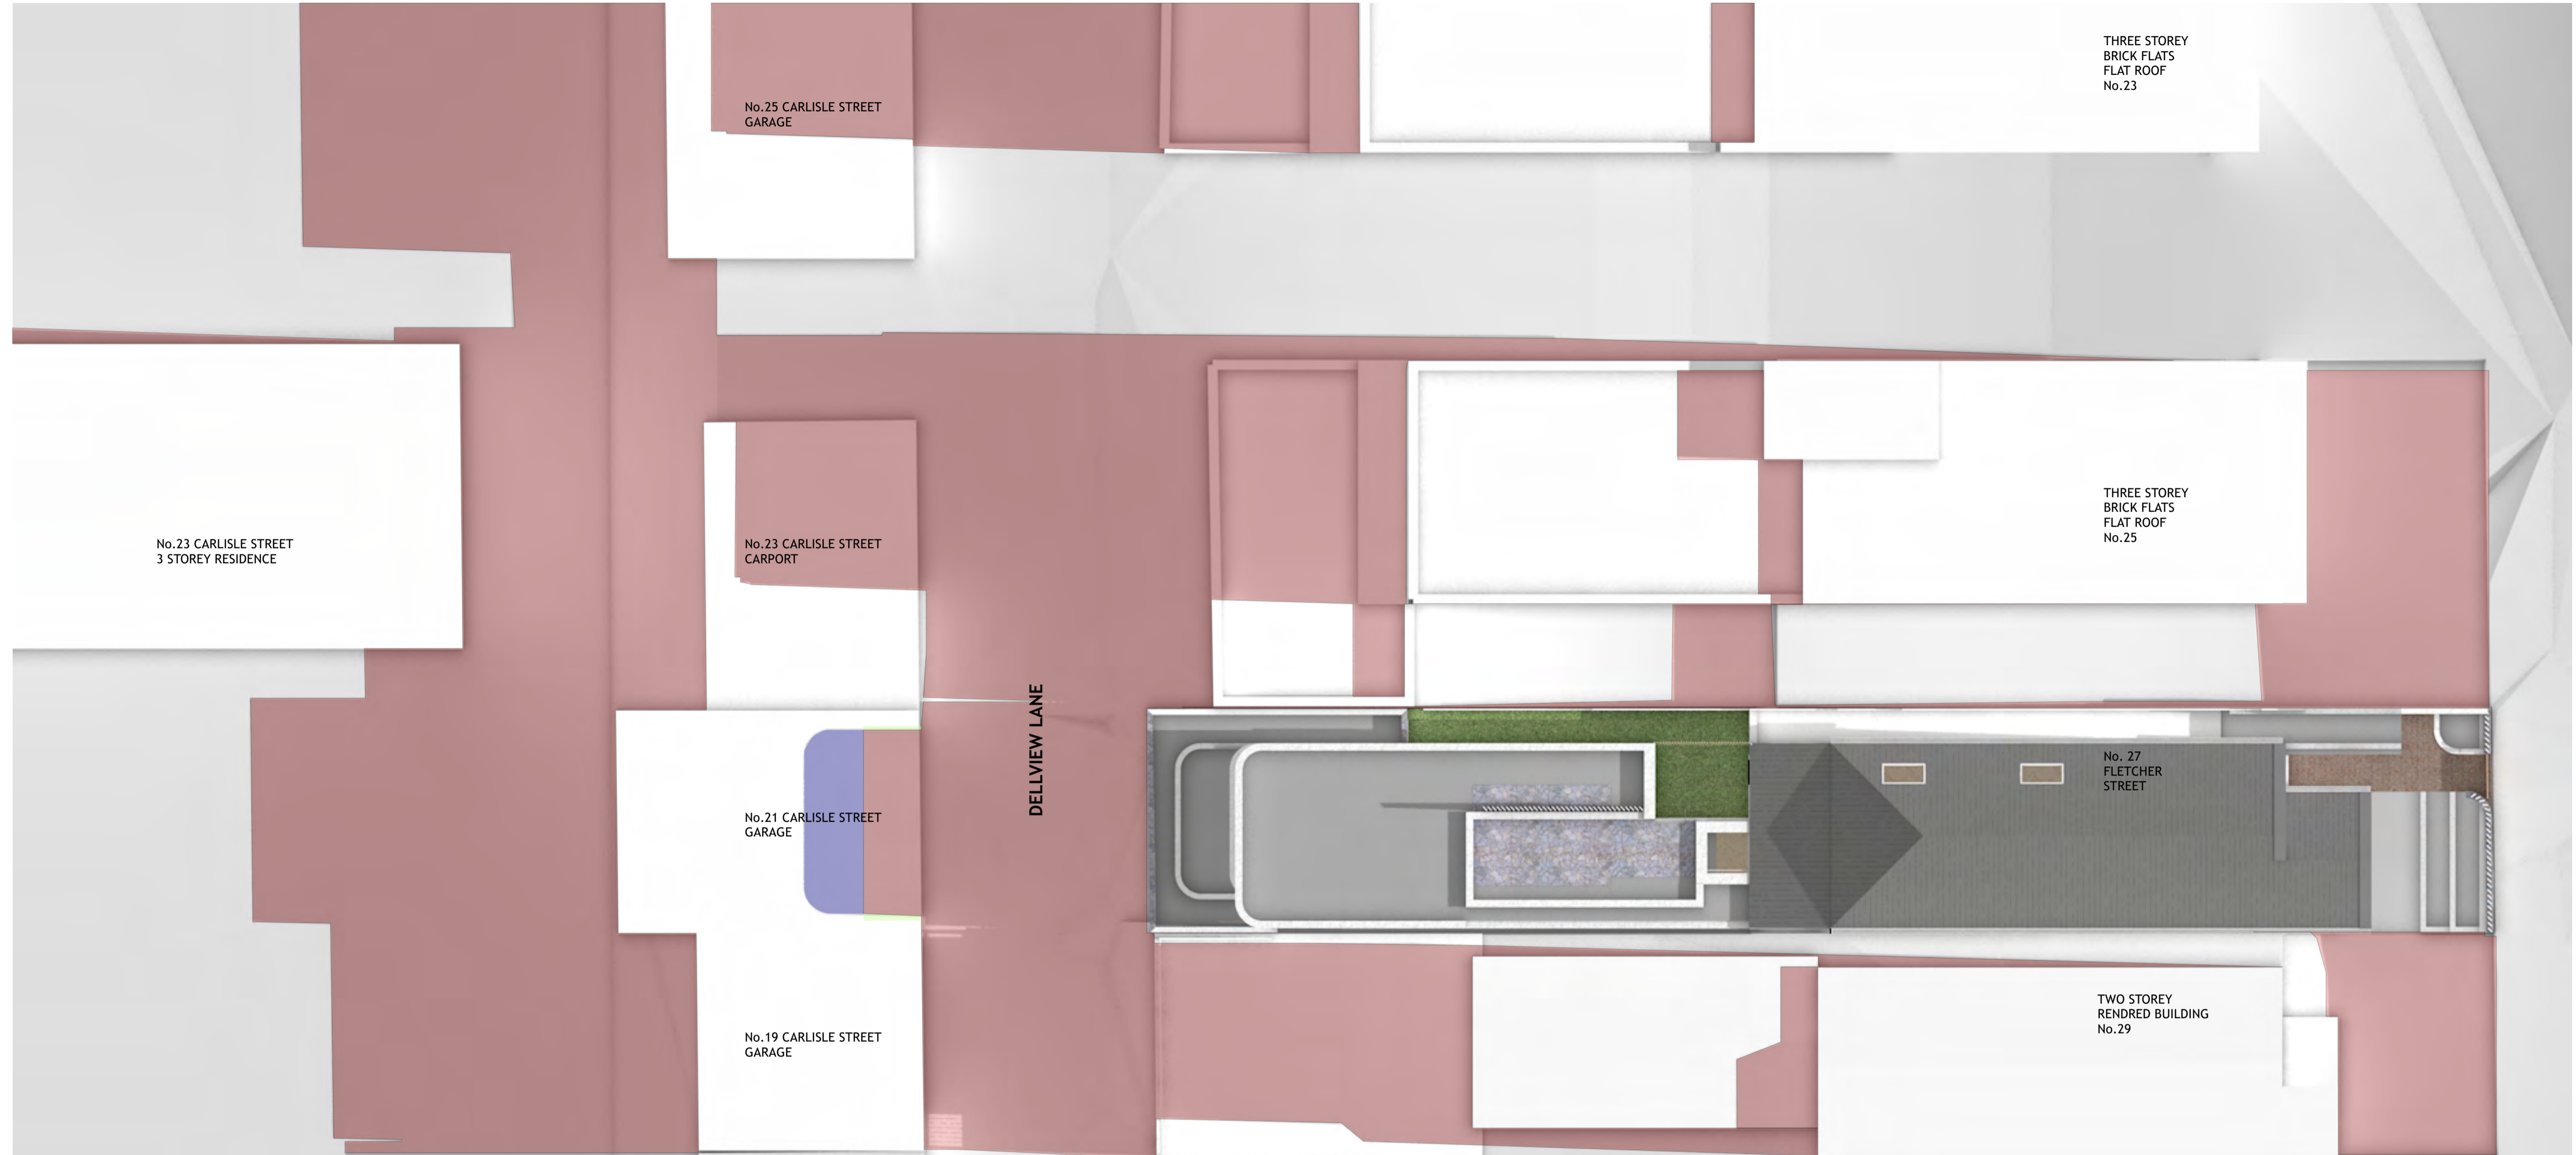 THREE STOREY
BRICK FLATS
FLAT ROOF
No.23
No.25 CARLISLE STREET
GARAGE
No.23 CARLISLE STREET
3 STOREY RESIDENCE
No.23 CARLISLE STREET
CARPORT
THREE STOREY
BRICK FLATS
FLAT ROOF
No.25
DELLVIEW LANE
No. 27
FLETCHER
STREET
No.21 CARLISLE STREET
GARAGE
No.19 CARLISLE STREET
GARAGE
TWO STOREY
RENDRED BUILDING
No.29